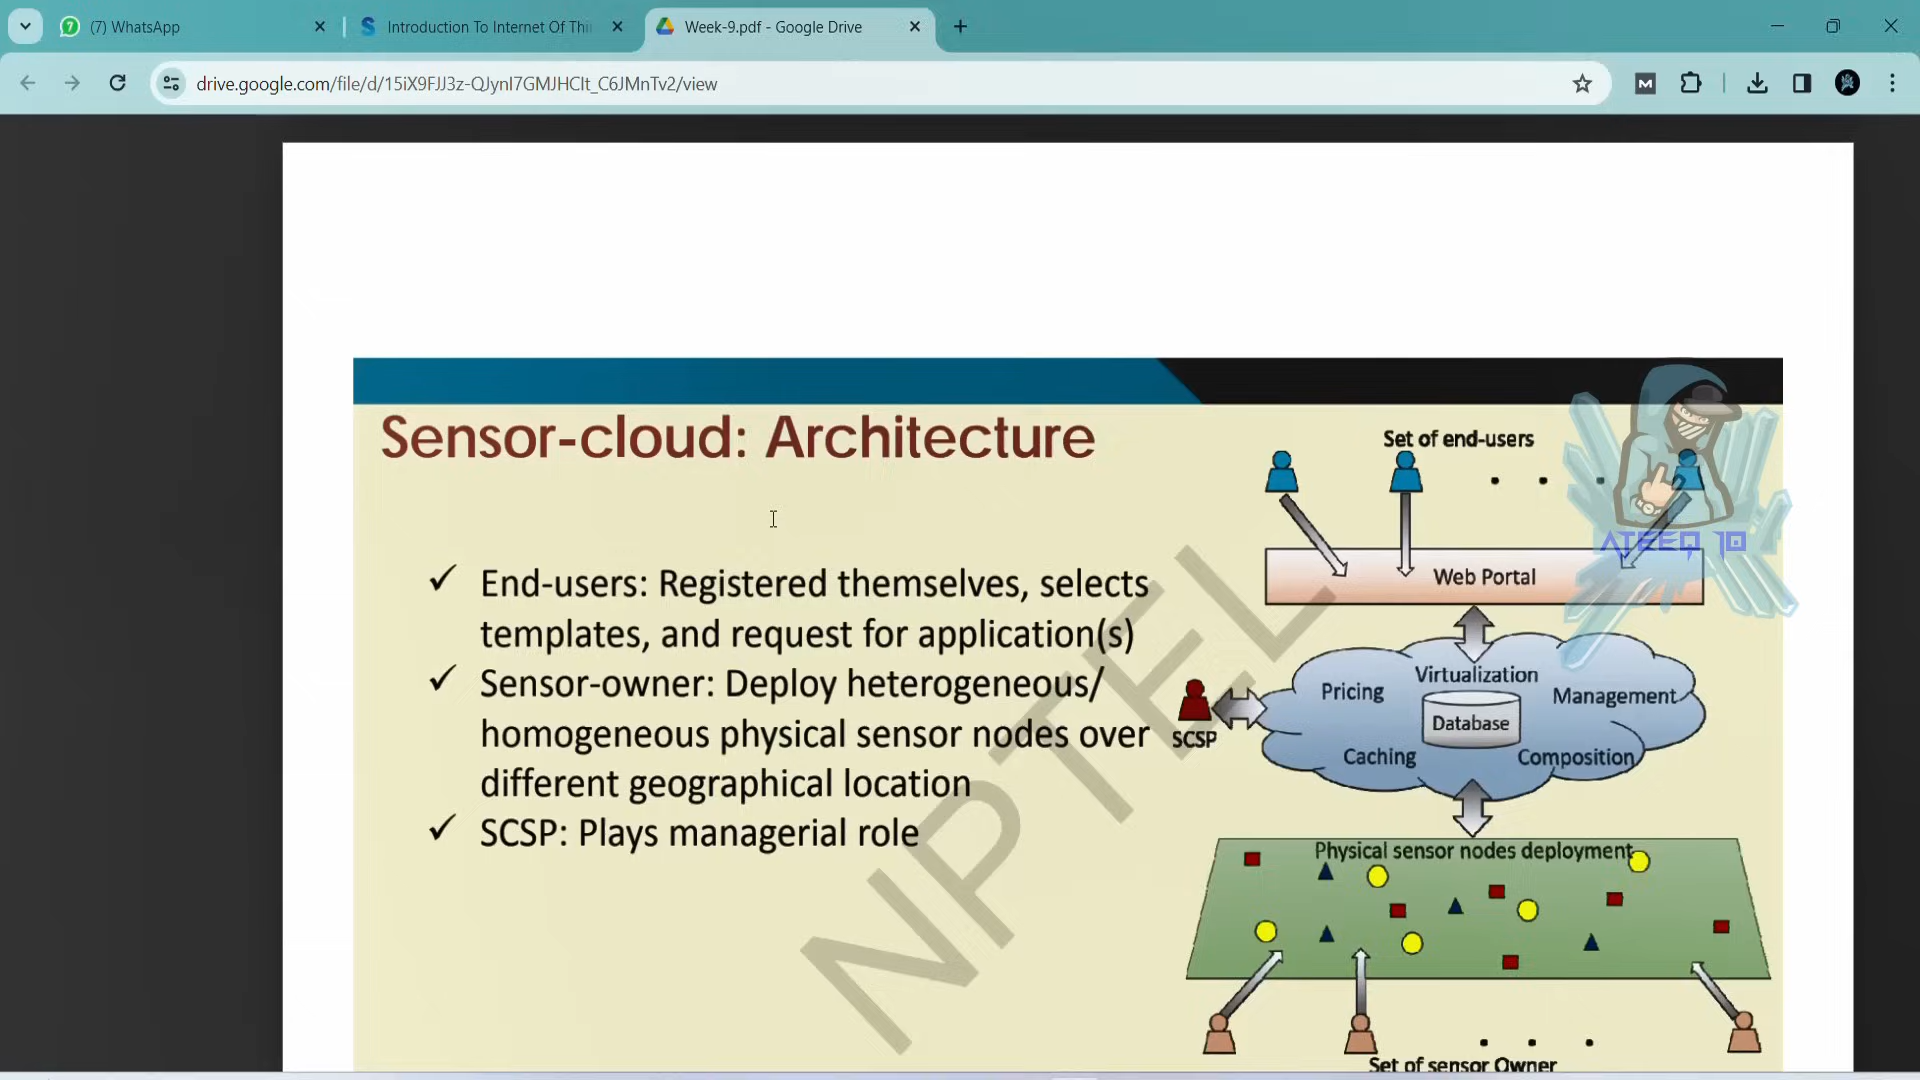 (7) WhatsApp
Introduction To Internet Of Thi
Week-9.pdf - Google Drive
drive.google.com/file/d/15iX9FJJ3z-QJynI7GMJHCIt_C6JMnTv2/view
Sensor-cloud: Architecture
End-users: Registered themselves, selects
templates, and request for application(s)
Sensor-owner: Deploy heterogeneous/
homogeneous physical sensor nodes over
different geographical location
SCSP: Plays managerial role
Set of end-users
ATEEQ 10
Web Portal
Virtualization
Pricing
Management
Database
SCSP
Caching
Composition
Physical sensor nodes deployment
Set of sensor Owner
NPTEL